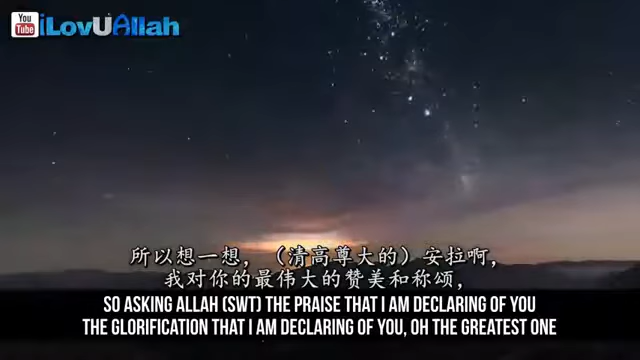 You
Tube
iLovUAllah
所以想一想，（清高尊大的）安拉啊，
我对你的最伟大的赞美和称颂，
SO ASKING ALLAH (SWT) THE PRAISE THAT I AM DECLARING OF YOU
THE GLORIFICATION THAT I AM DECLARING OF YOU, OH THE GREATEST ONE